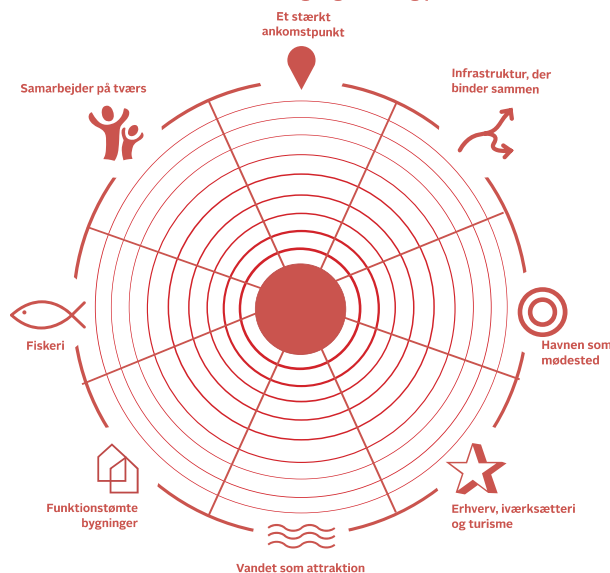 Et stærkt
ankomstpunkt
Infrastruktur, der
binder sammen
Havnen som
mødested
Erhverv, iværksætteri
og turisme
Vandet som attraktion
Funktionstømte
bygninger
Fiskeri
Samarbejder på tværs